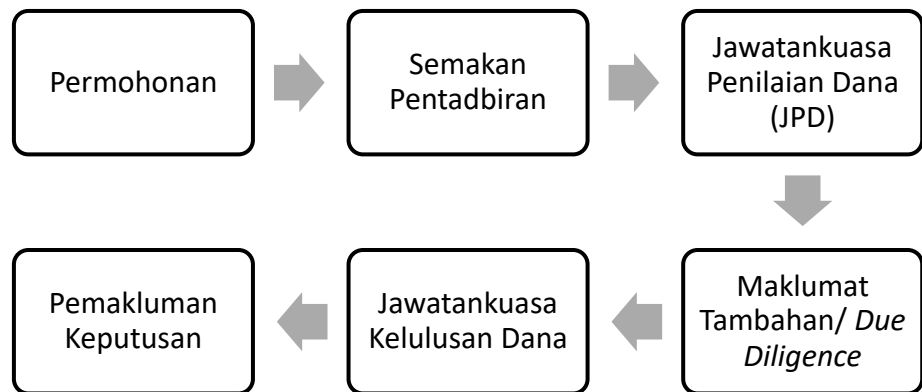 Permohonan
Semakan
Pentadbiran
Jawatankuasa
Penilaian Dana
(JPD)
Maklumat
Tambahan/ Due
Diligence
Jawatankuasa
Kelulusan Dana
Pemakluman
Keputusan